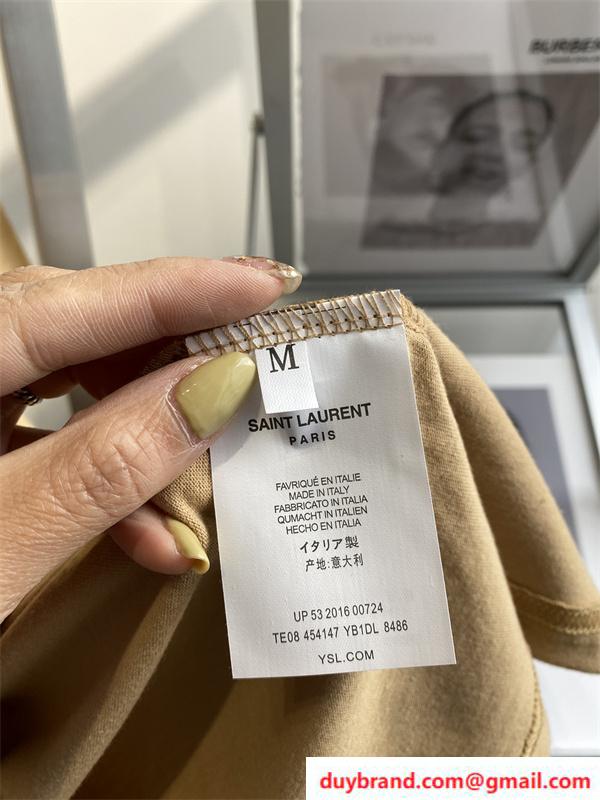 BURBER
M
SAINT LAURENT
PARIS
FAVRIQUÉ EN ITALIE
MADE IN ITALY
FABBRICATO IN ITALIA
QUMACHT IN ITALIEN
HECHO EN ITALIA
イタリア製
产地:意大利
UP 53 2016 00724
TE08 454147 YB1DL 8486
YSL.COM
duybrand.com@gmail.com